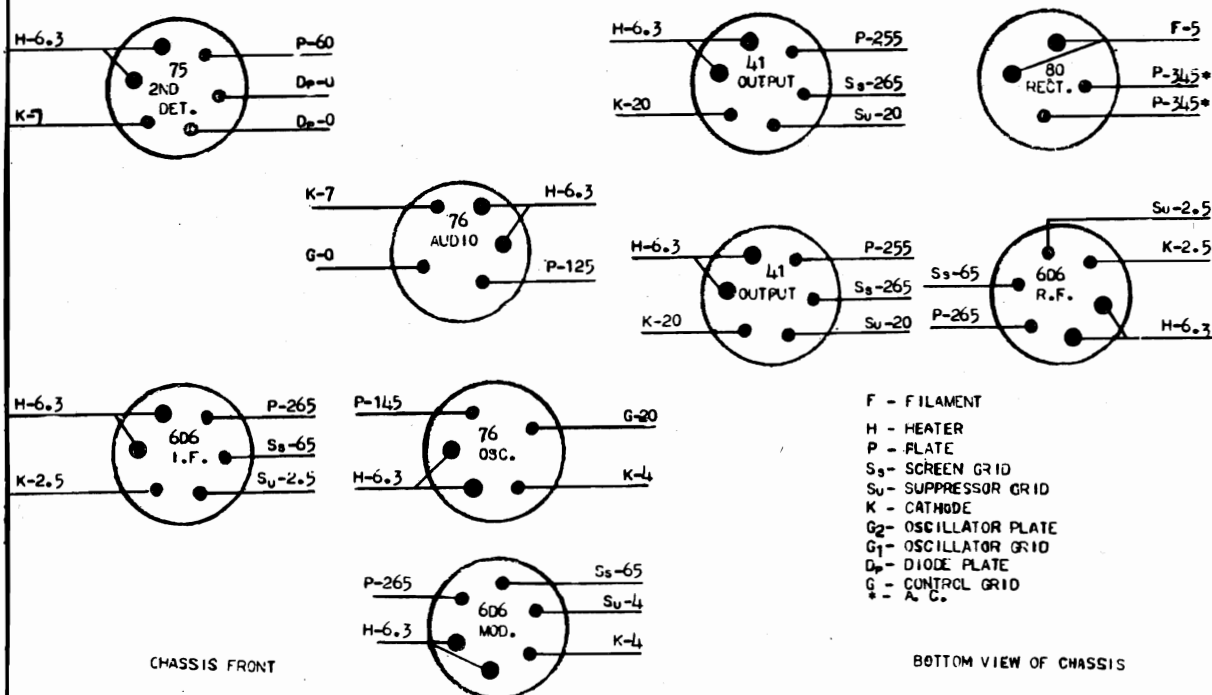 H-6.3
P-60
75
2ND
DET.
DP-0
K-7
DP-0
H-6.3
P-255
41
OUTPUT
SS-265
K-20
SU-20
F-5
80
RECT.
P-345*
P-345*
K-7
H-6.3
76
AUDIO
G-0
P-125
H-6.3
P-255
41
OUTPUT
SS-265
K-20
SU-20
SU-2.5
K-2.5
SS-65
6D6
R.F.
P-265
H-6.3
H-6.3
P-265
6D6
I.F.
SS-65
K-2.5
SU-2.5
P-145
G-20
76
OSC.
H-6.3
K-4
F - FILAMENT
H - HEATER
P - PLATE
SS- SCREEN GRID
SU- SUPPRESSOR GRID
K - CATHODE
G2- OSCILLATOR PLATE
G1- OSCILLATOR GRID
DP- DIODE PLATE
G - CONTROL GRID
* - A. C.
P-265
SS-65
6D6
MOD.
SU-4
H-6.3
K-4
CHASSIS FRONT
BOTTOM VIEW OF CHASSIS